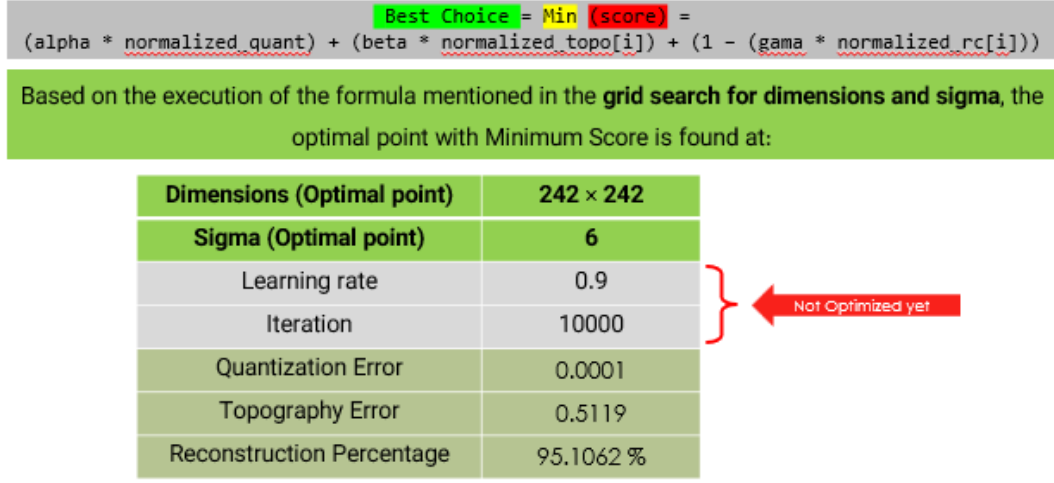 Best Choice = Min (score) =
(alpha * normalized_quant) + (beta * normalized_topo[i]) + (1 - (gama * normalized_rc[i]))
Based on the execution of the formula mentioned in the grid search for dimensions and sigma, the
optimal point with Minimum Score is found at:
Dimensions (Optimal point) 242 × 242
Sigma (Optimal point) 6
Learning rate 0.9
Iteration 10000
Not Optimized yet
Quantization Error 0.0001
Topography Error 0.5119
Reconstruction Percentage 95.1062 %